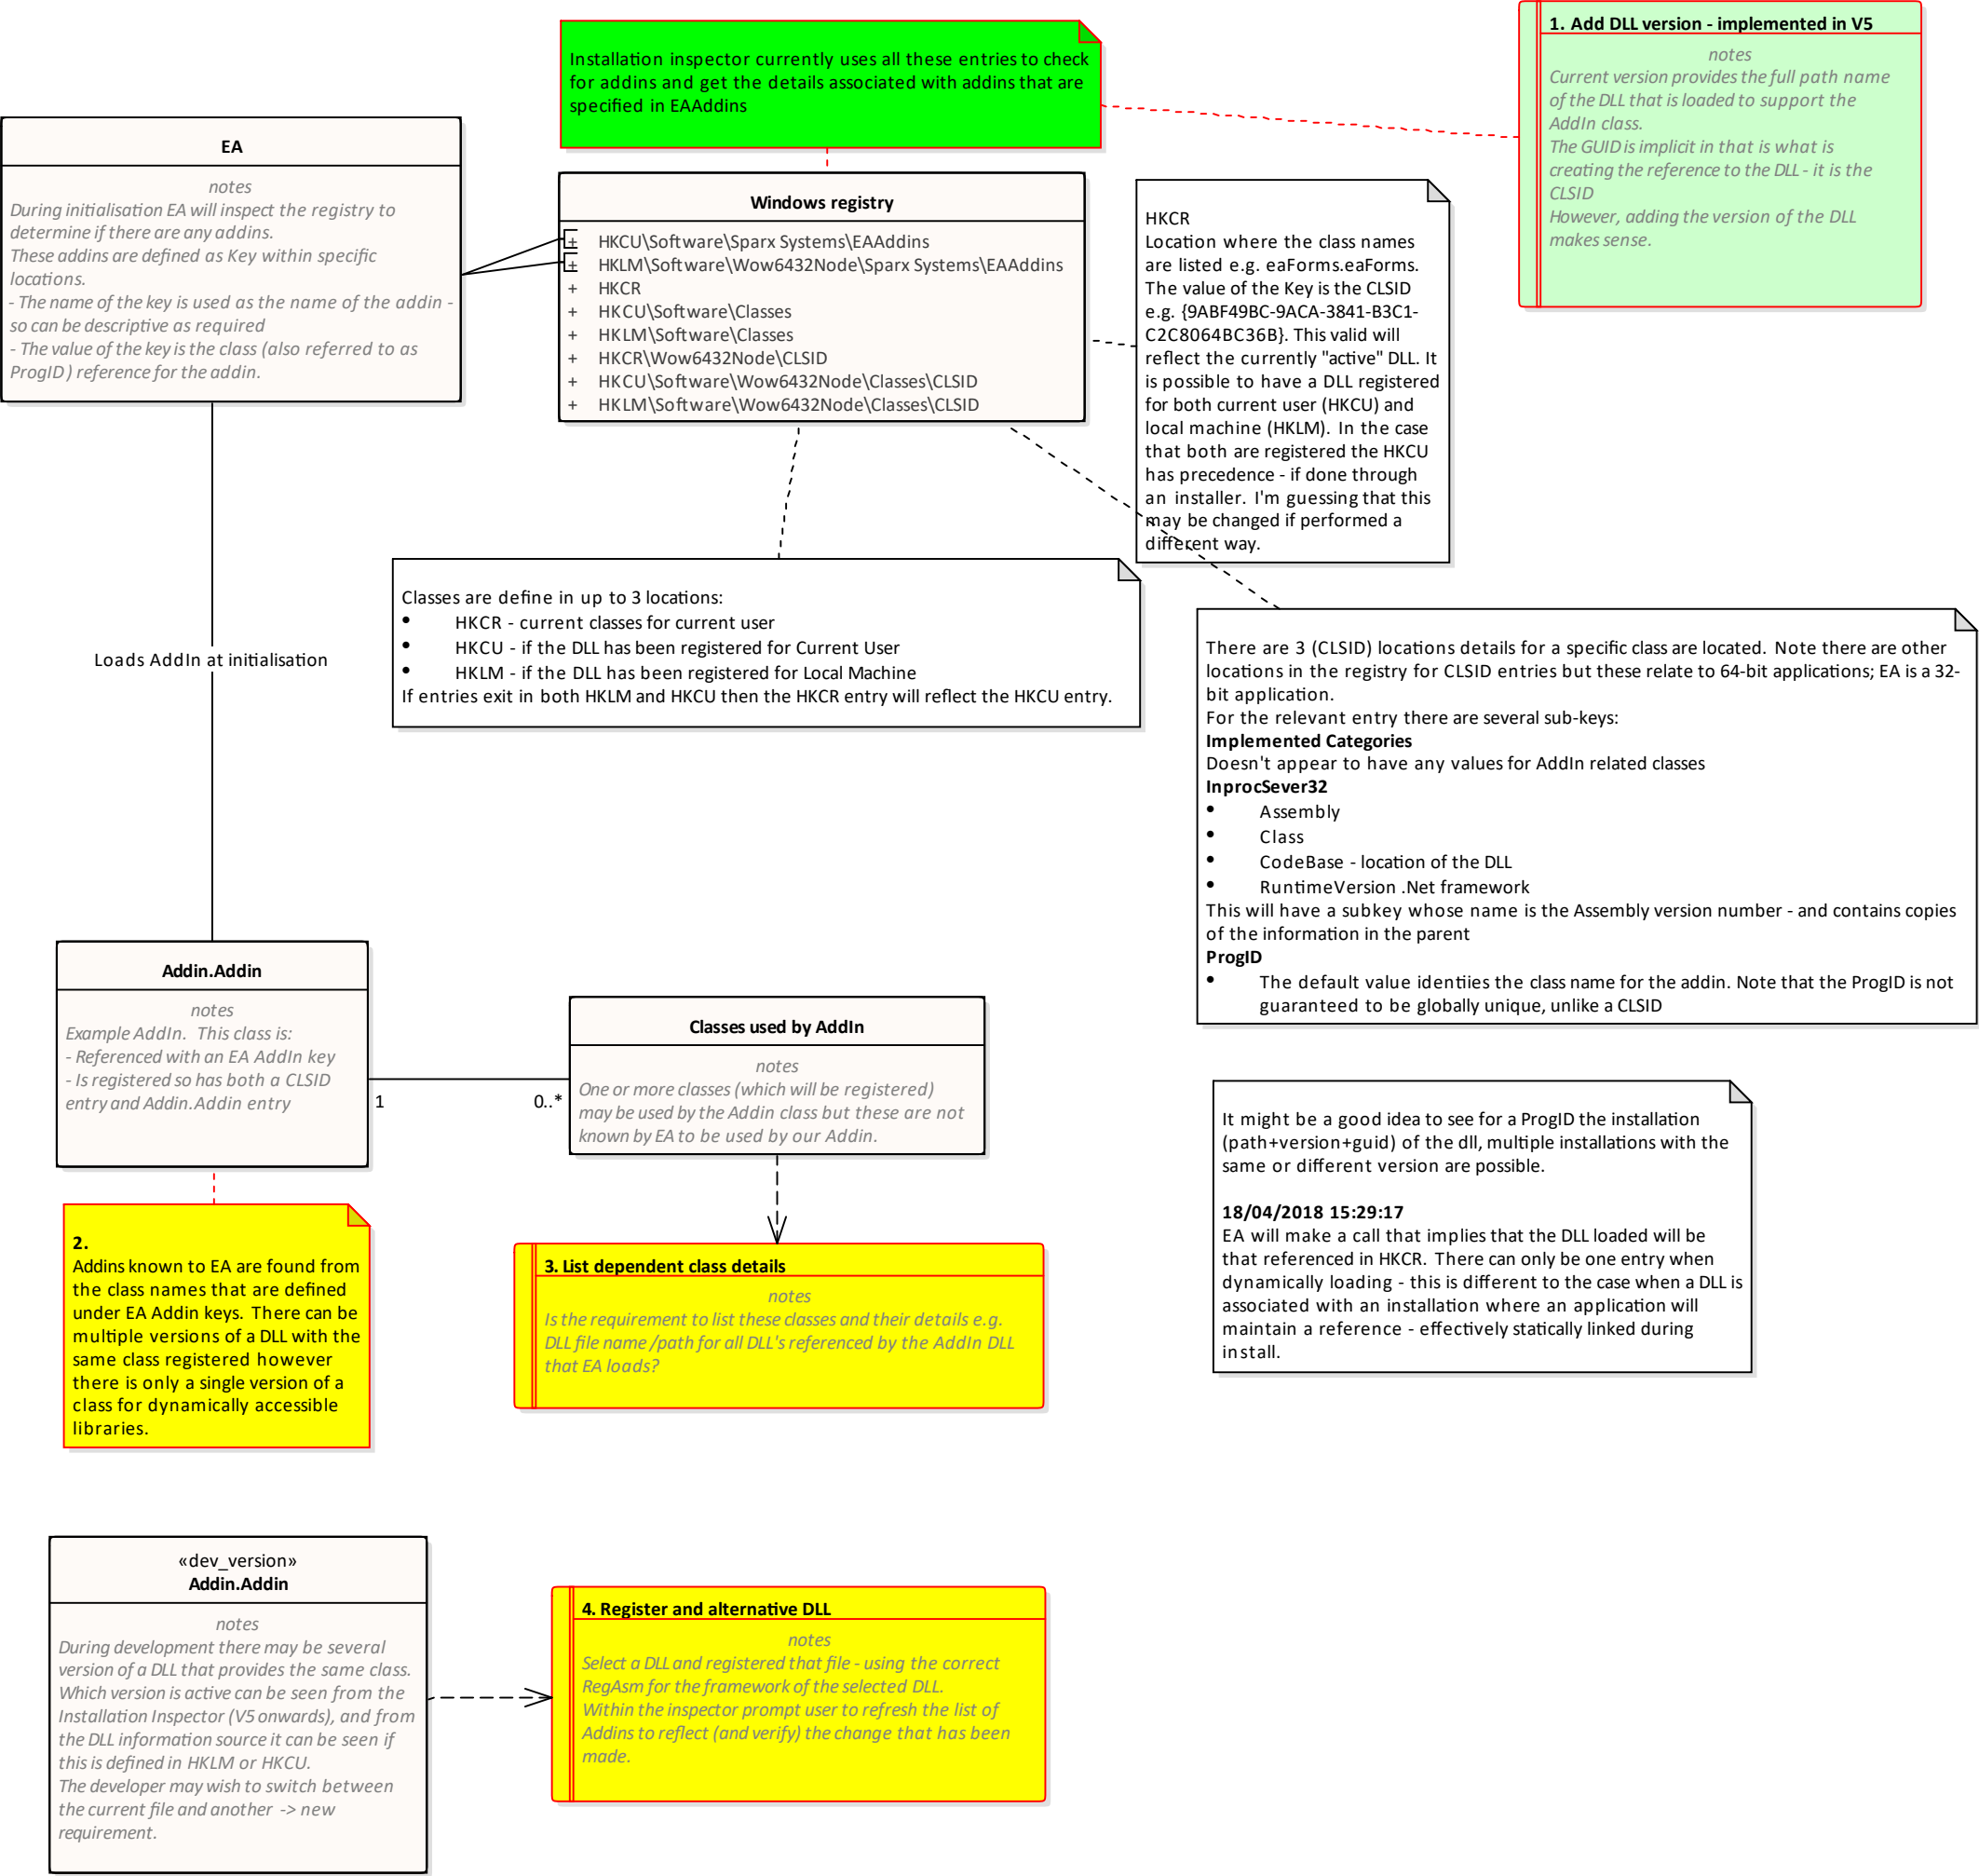 Installation inspector currently uses all these entries to check
for addins and get the details associated with addins that are
specified in EAAddins
1. Add DLL version - implemented in V5
notes
Current version provides the full path name
of the DLL that is loaded to support the
AddIn class.
The GUID is implicit in that is what is
creating the reference to the DLL - it is the
CLSID
However, adding the version of the DLL
makes sense.
EA
notes
During initialisation EA will inspect the registry to
determine if there are any addins.
These addins are defined as Key within specific
locations.
- The name of the key is used as the name of the addin -
so can be descriptive as required
- The value of the key is the class (also referred to as
ProgID) reference for the addin.
Windows registry
+ HKCU\Software\Sparx Systems\EAAddins
+ HKLM\Software\Wow6432Node\Sparx Systems\EAAddins
+ HKCR
+ HKCU\Software\Classes
+ HKLM\Software\Classes
+ HKCR\Wow6432Node\CLSID
+ HKCU\Software\Wow6432Node\Classes\CLSID
+ HKLM\Software\Wow6432Node\Classes\CLSID
HKCR
Location where the class names
are listed e.g. eaForms.eaForms.
The value of the Key is the CLSID
e.g. {9ABF49BC-9ACA-3841-B3C1-
C2C8064BC36B}. This valid will
reflect the currently "active" DLL. It
is possible to have a DLL registered
for both current user (HKCU) and
local machine (HKLM). In the case
that both are registered the HKCU
has precedence - if done through
an installer. I'm guessing that this
may be changed if performed a
different way.
Classes are define in up to 3 locations:
• HKCR - current classes for current user
• HKCU - if the DLL has been registered for Current User
• HKLM - if the DLL has been registered for Local Machine
If entries exit in both HKLM and HKCU then the HKCR entry will reflect the HKCU entry.
Loads AddIn at initialisation
There are 3 (CLSID) locations details for a specific class are located. Note there are other
locations in the registry for CLSID entries but these relate to 64-bit applications; EA is a 32-
bit application.
For the relevant entry there are several sub-keys:
Implemented Categories
Doesn't appear to have any values for AddIn related classes
InprocSever32
• Assembly
• Class
• CodeBase - location of the DLL
• RuntimeVersion .Net framework
This will have a subkey whose name is the Assembly version number - and contains copies
of the information in the parent
ProgID
• The default value identiies the class name for the addin. Note that the ProgID is not
guaranteed to be globally unique, unlike a CLSID
Addin.Addin
notes
Example AddIn. This class is:
- Referenced with an EA AddIn key
- Is registered so has both a CLSID
entry and Addin.Addin entry
1
0..*
Classes used by AddIn
notes
One or more classes (which will be registered)
may be used by the Addin class but these are not
known by EA to be used by our Addin.
It might be a good idea to see for a ProgID the installation
(path+version+guid) of the dll, multiple installations with the
same or different version are possible.
18/04/2018 15:29:17
EA will make a call that implies that the DLL loaded will be
that referenced in HKCR. There can only be one entry when
dynamically loading - this is different to the case when a DLL is
associated with an installation where an application will
maintain a reference - effectively statically linked during
install.
2.
Addins known to EA are found from
the class names that are defined
under EA Addin keys. There can be
multiple versions of a DLL with the
same class registered however
there is only a single version of a
class for dynamically accessible
libraries.
3. List dependent class details
notes
Is the requirement to list these classes and their details e.g.
DLL file name/path for all DLL's referenced by the AddIn DLL
that EA loads?
«dev_version»
Addin.Addin
notes
During development there may be several
version of a DLL that provides the same class.
Which version is active can be seen from the
Installation Inspector (V5 onwards), and from
the DLL information source it can be seen if
this is defined in HKLM or HKCU.
The developer may wish to switch between
the current file and another -> new
requirement.
4. Register and alternative DLL
notes
Select a DLL and registered that file - using the correct
RegAsm for the framework of the selected DLL.
Within the inspector prompt user to refresh the list of
Addins to reflect (and verify) the change that has been
made.